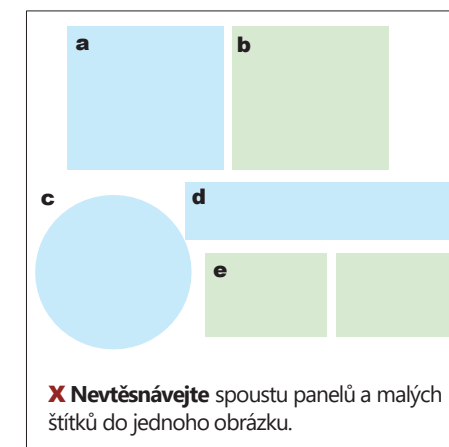 a
b
c
d
e
X Nevtěsnávejte spoustu panelů a malých
štítků do jednoho obrázku.